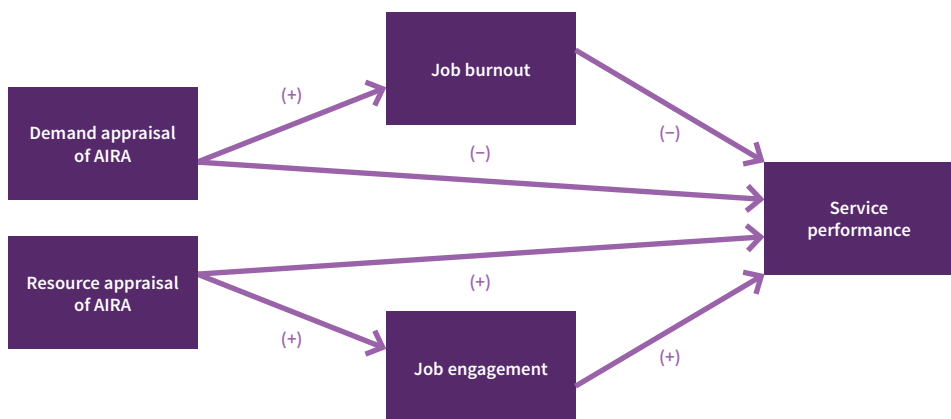 Job burnout
(+)
Demand appraisal
of AIRA
(−)
(−)
Service
performance
Resource appraisal
of AIRA
(+)
(+)
Job engagement
(+)